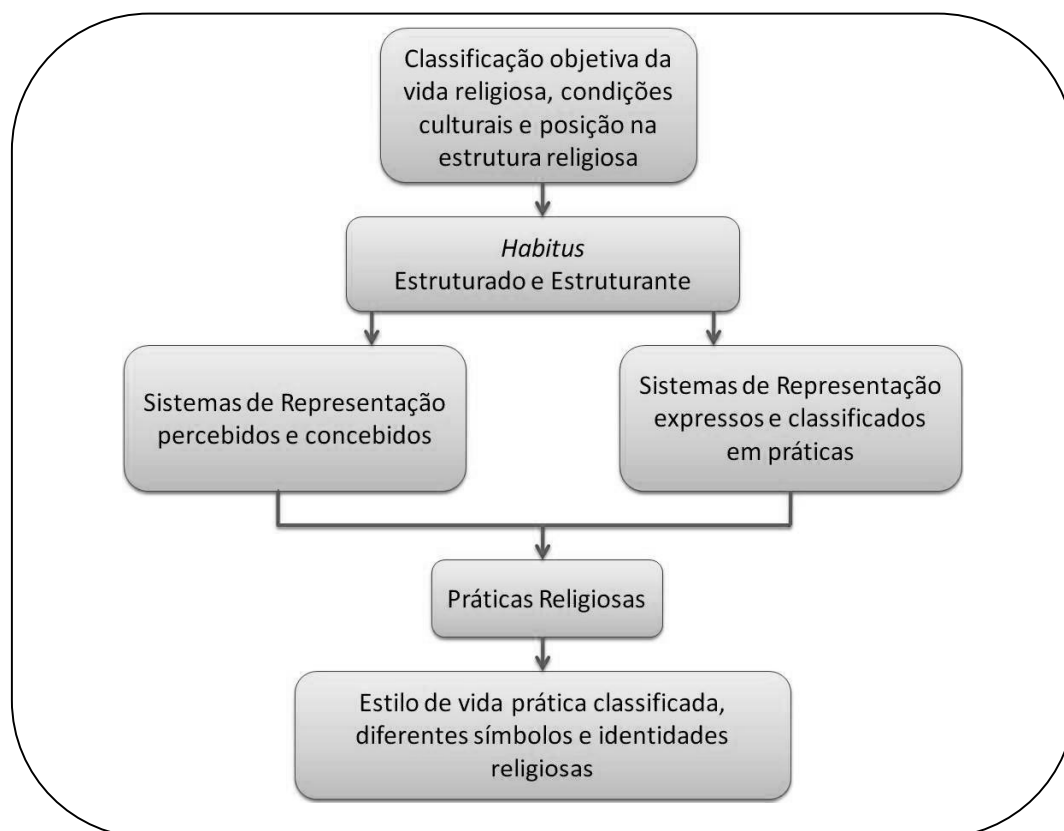 Classificação objetiva da
vida religiosa, condições
culturais e posição na
estrutura religiosa
Habitus
Estruturado e Estruturante
Sistemas de Representação
percebidos e concebidos
Sistemas de Representação
expressos e classificados
em práticas
Práticas Religiosas
Estilo de vida prática classificada,
diferentes símbolos e identidades
religiosas